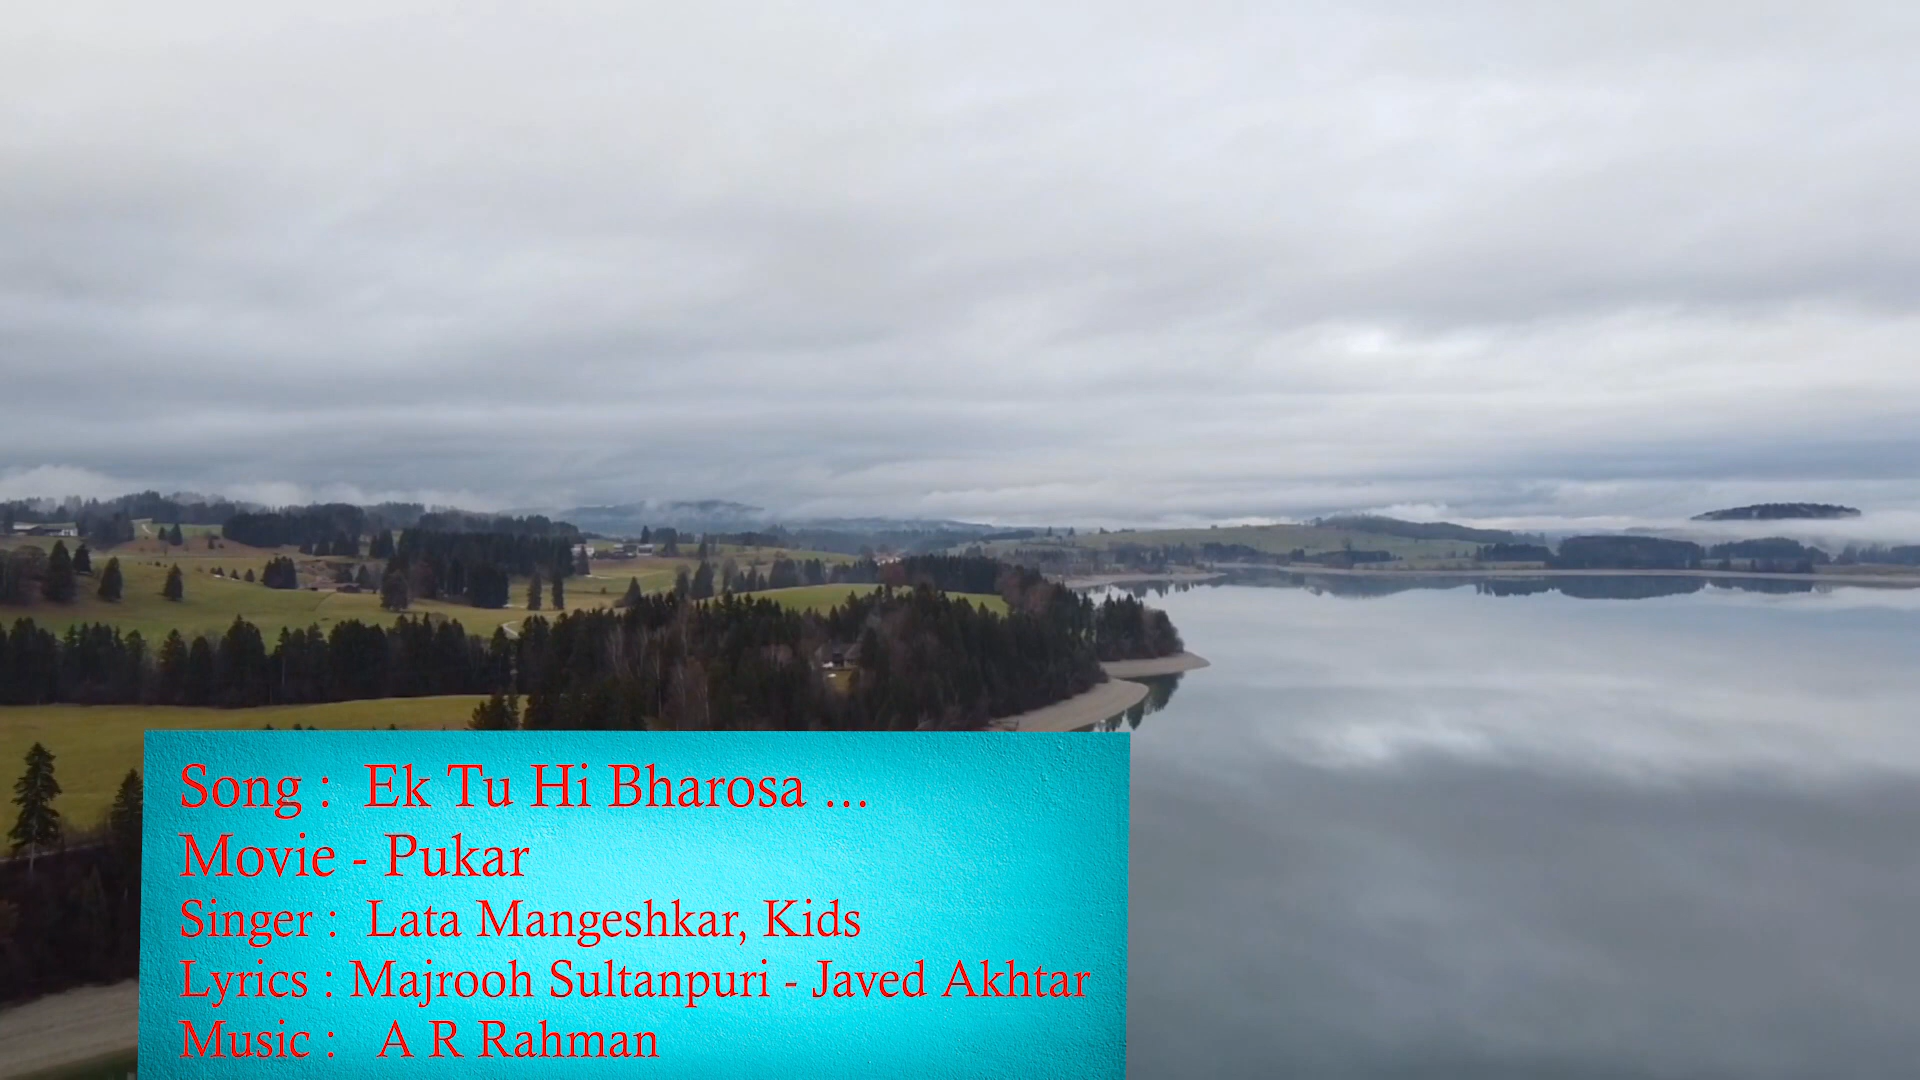 Song : Ek Tu Hi Bharosa ...
Movie - Pukar
Singer : Lata Mangeshkar, Kids
Lyrics : Majrooh Sultanpuri - Javed Akhtar
Music : A R Rahman